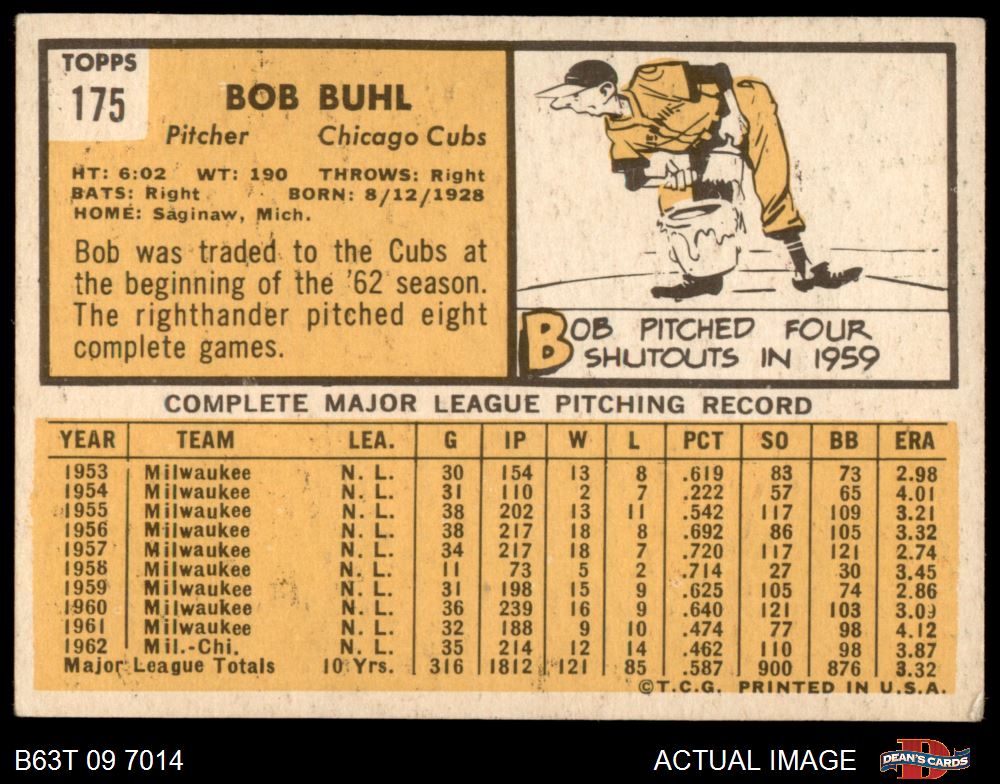 TOPPS
175
BOB BUHL
Pitcher Chicago Cubs
HT: 6:02 WT: 190 THROWS: Right
BATS: Right BORN: 8/12/1928
HOME: Saginaw, Mich.
Bob was traded to the Cubs at
the beginning of the '62 season.
The righthander pitched eight
complete games.
BOB PITCHED FOUR
SHUTOUTS IN 1959
COMPLETE MAJOR LEAGUE PITCHING RECORD
YEAR TEAM LEA. G IP W L PCT SO BB ERA
1953 Milwaukee N. L. 30 154 13 8 .619 83 73 2.98
1954 Milwaukee N. L. 31 110 2 7 .222 57 65 4.01
1955 Milwaukee N. L. 38 202 13 11 .542 117 109 3.21
1956 Milwaukee N. L. 38 217 18 8 .692 86 105 3.32
1957 Milwaukee N. L. 34 217 18 7 .720 117 121 2.74
1958 Milwaukee N. L. 11 73 5 2 .714 27 30 3.45
1959 Milwaukee N. L. 31 198 15 9 .625 105 74 2.86
1960 Milwaukee N. L. 36 239 16 9 .640 121 103 3.09
1961 Milwaukee N. L. 32 188 9 10 .474 77 98 4.12
1962 Mil.-Chi. N. L. 35 214 12 14 .462 110 98 3.87
Major League Totals 10 Yrs. 316 1812 121 85 .587 900 876 3.32
©T.C.G. PRINTED IN U.S.A.
B63T 09 7014 ACTUAL IMAGE
DEAN'S CARDS